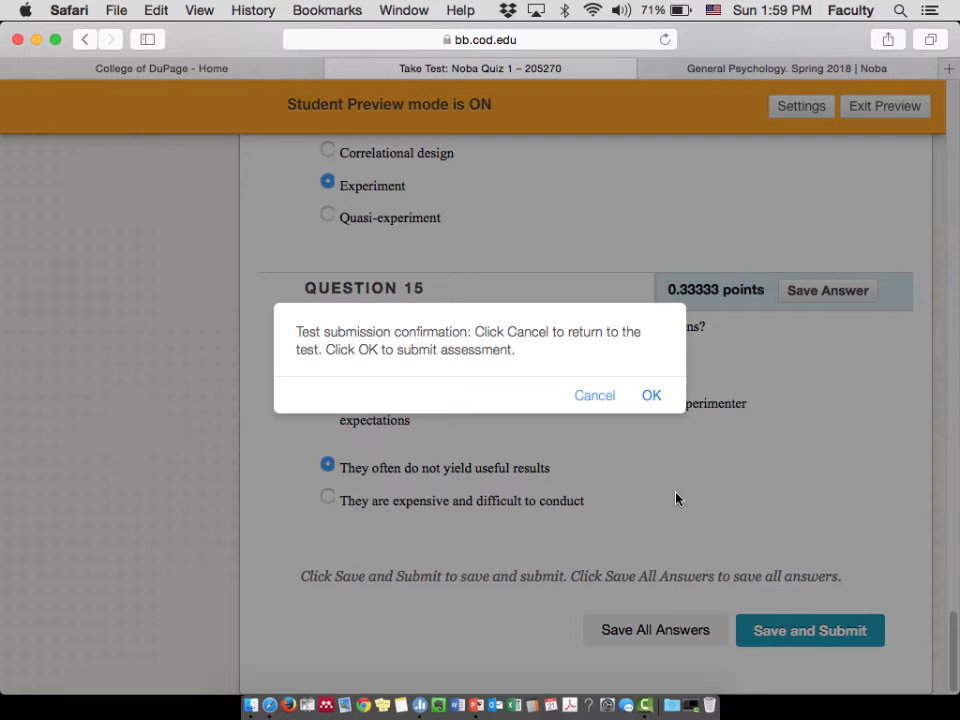 Safari File Edit View History Bookmarks Window Help 71% Sun 1:59 PM Faculty
bb.cod.edu
College of DuPage - Home Take Test: Noba Quiz 1 – 205270 General Psychology. Spring 2018 | Noba
Student Preview mode is ON Settings Exit Preview
Correlational design
Experiment
Quasi-experiment
QUESTION 15 0.33333 points Save Answer
ns?
Test submission confirmation: Click Cancel to return to the
test. Click OK to submit assessment.
Cancel OK
perimenter
expectations
They often do not yield useful results
They are expensive and difficult to conduct
Click Save and Submit to save and submit. Click Save All Answers to save all answers.
Save All Answers Save and Submit